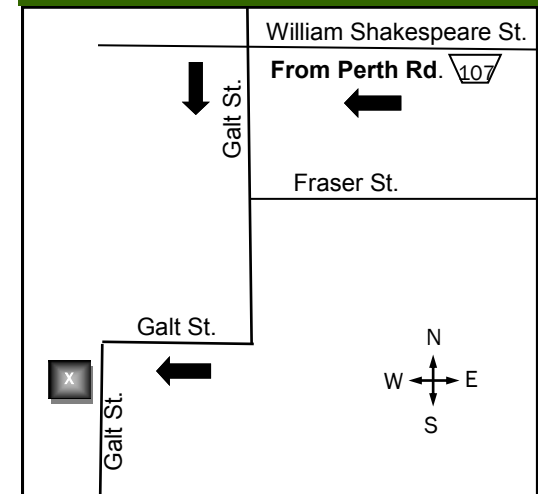 William Shakespeare St.
From Perth Rd. 107
Galt St.
Fraser St.
Galt St.
N
W E
S
X
Galt St.